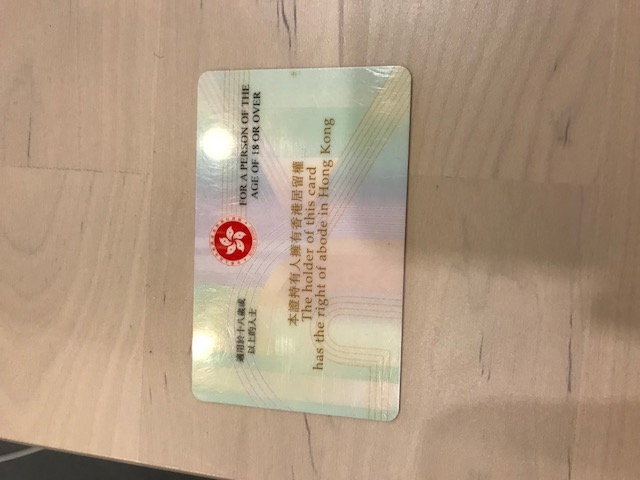 適用於十八歲或
以上的人士
FOR A PERSON OF THE
AGE OF 18 OR OVER
本證持有人擁有香港居留權
The holder of this card
has the right of abode in Hong Kong